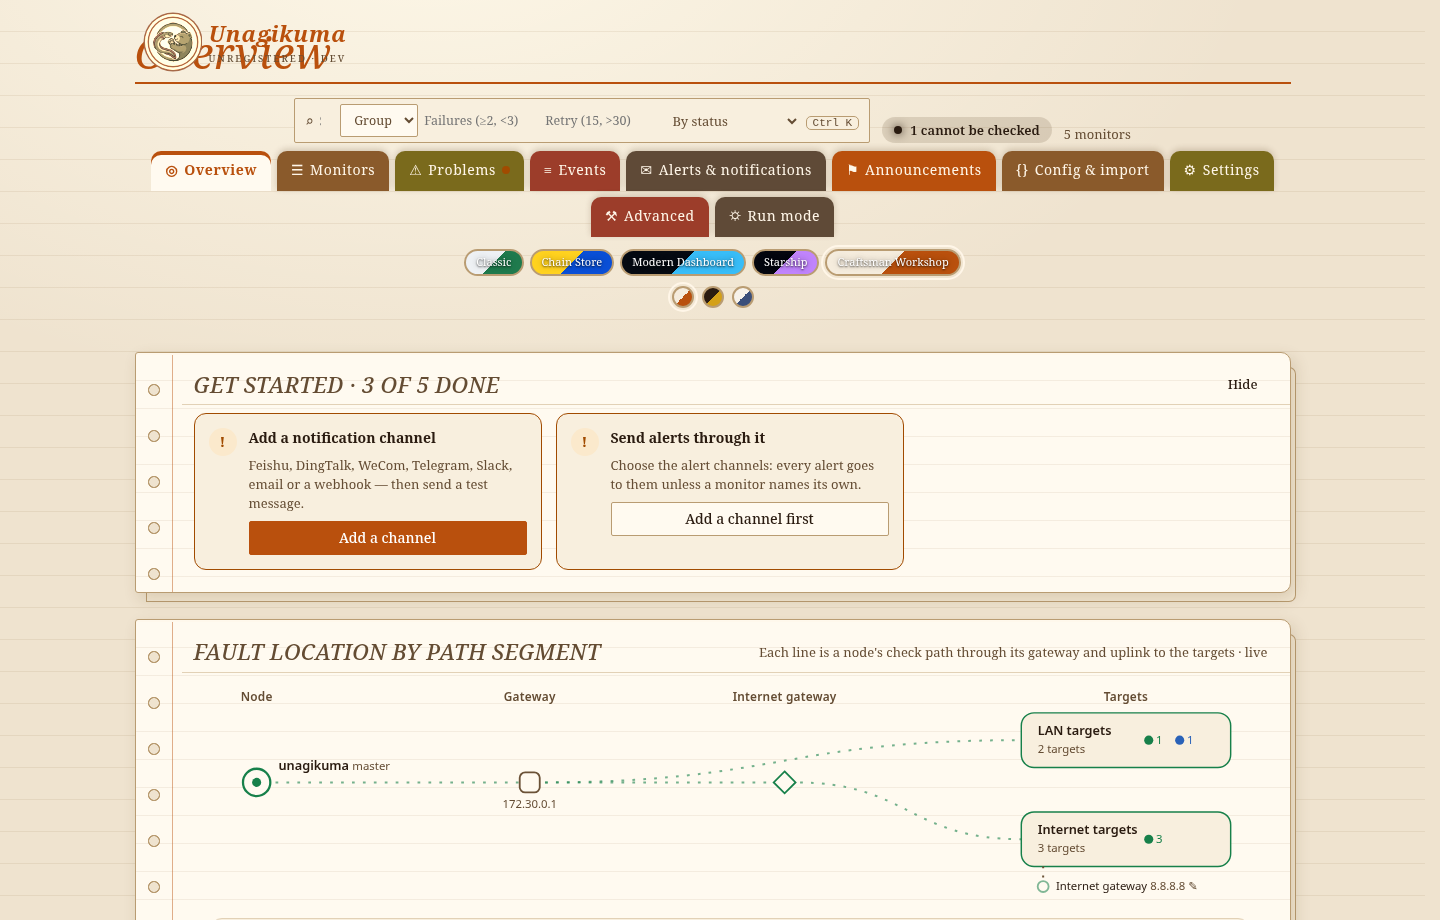 Unagikuma
Overview
UNREGISTERED · DEV
Group
Failures (≥2, <3)
Retry (15, >30)
By status
Ctrl K
1 cannot be checked
5 monitors
Overview
Monitors
Problems
Events
Alerts & notifications
Announcements
{} Config & import
Settings
Advanced
Run mode
Classic
Chain Store
Modern Dashboard
Starship
Craftsman Workshop
GET STARTED · 3 OF 5 DONE
Hide
! Add a notification channel
Feishu, DingTalk, WeCom, Telegram, Slack,
email or a webhook — then send a test
message.
Add a channel
! Send alerts through it
Choose the alert channels: every alert goes
to them unless a monitor names its own.
Add a channel first
FAULT LOCATION BY PATH SEGMENT
Each line is a node's check path through its gateway and uplink to the targets · live
Node
Gateway
Internet gateway
Targets
LAN targets
2 targets
1
1
unagikuma master
172.30.0.1
Internet targets
3 targets
3
Internet gateway 8.8.8.8 ✎